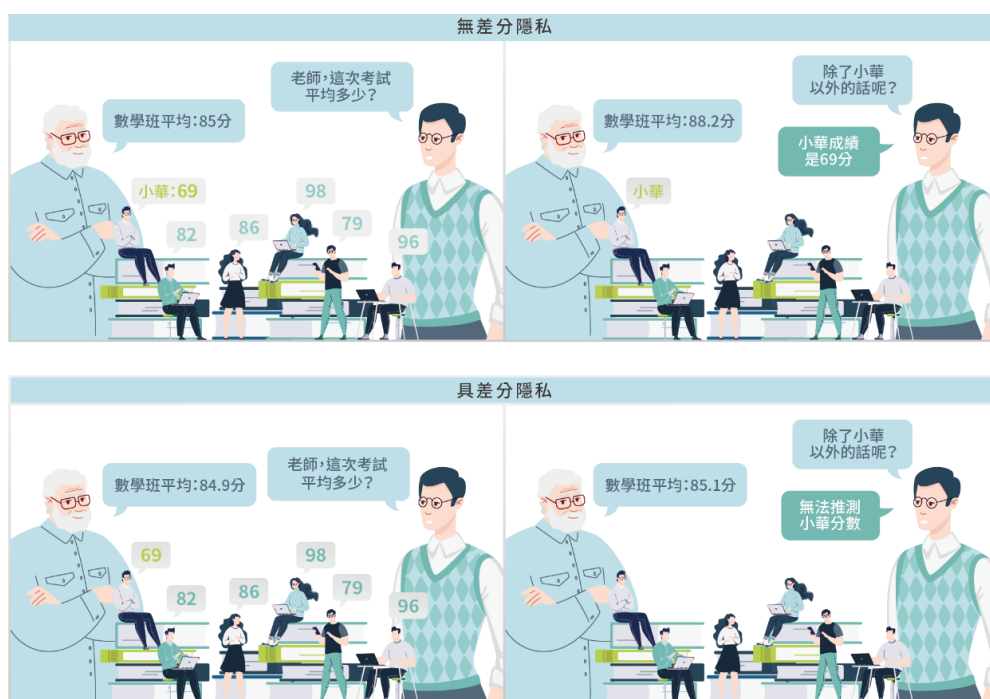 無差分隱私
老師，這次考試
平均多少？
數學班平均：85分
小華：69
82
86
98
79
96
除了小華
以外的話呢？
數學班平均：88.2分
小華成績
是69分
小華
具差分隱私
老師，這次考試
平均多少？
數學班平均：84.9分
69
82
86
98
79
96
除了小華
以外的話呢？
數學班平均：85.1分
無法推測
小華分數